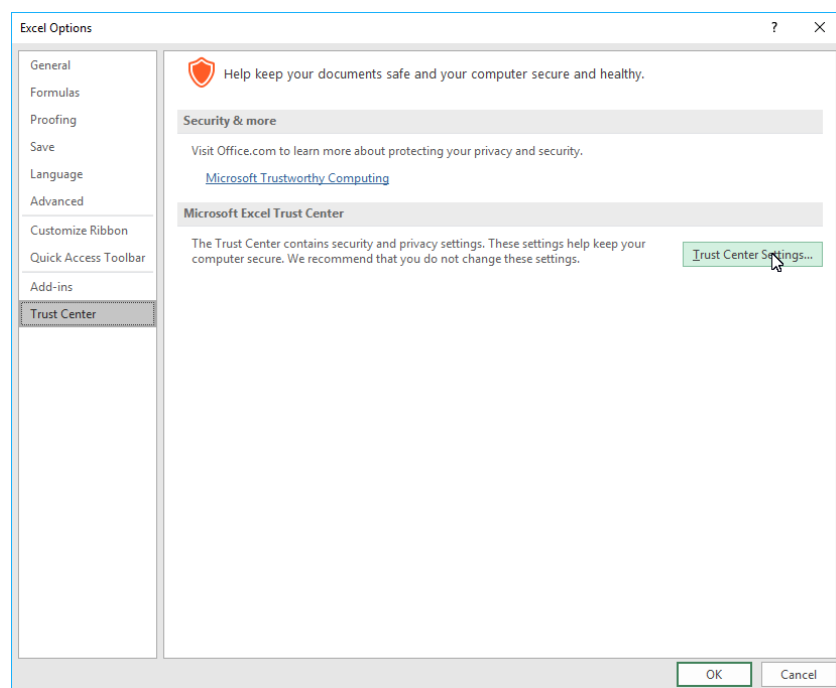 Excel Options
?
General
Formulas
Proofing
Save
Language
Advanced
Customize Ribbon
Quick Access Toolbar
Add-ins
Trust Center
Help keep your documents safe and your computer secure and healthy.
Security & more
Visit Office.com to learn more about protecting your privacy and security.
Microsoft Trustworthy Computing
Microsoft Excel Trust Center
The Trust Center contains security and privacy settings. These settings help keep your
computer secure. We recommend that you do not change these settings.
Trust Center Settings...
OK
Cancel